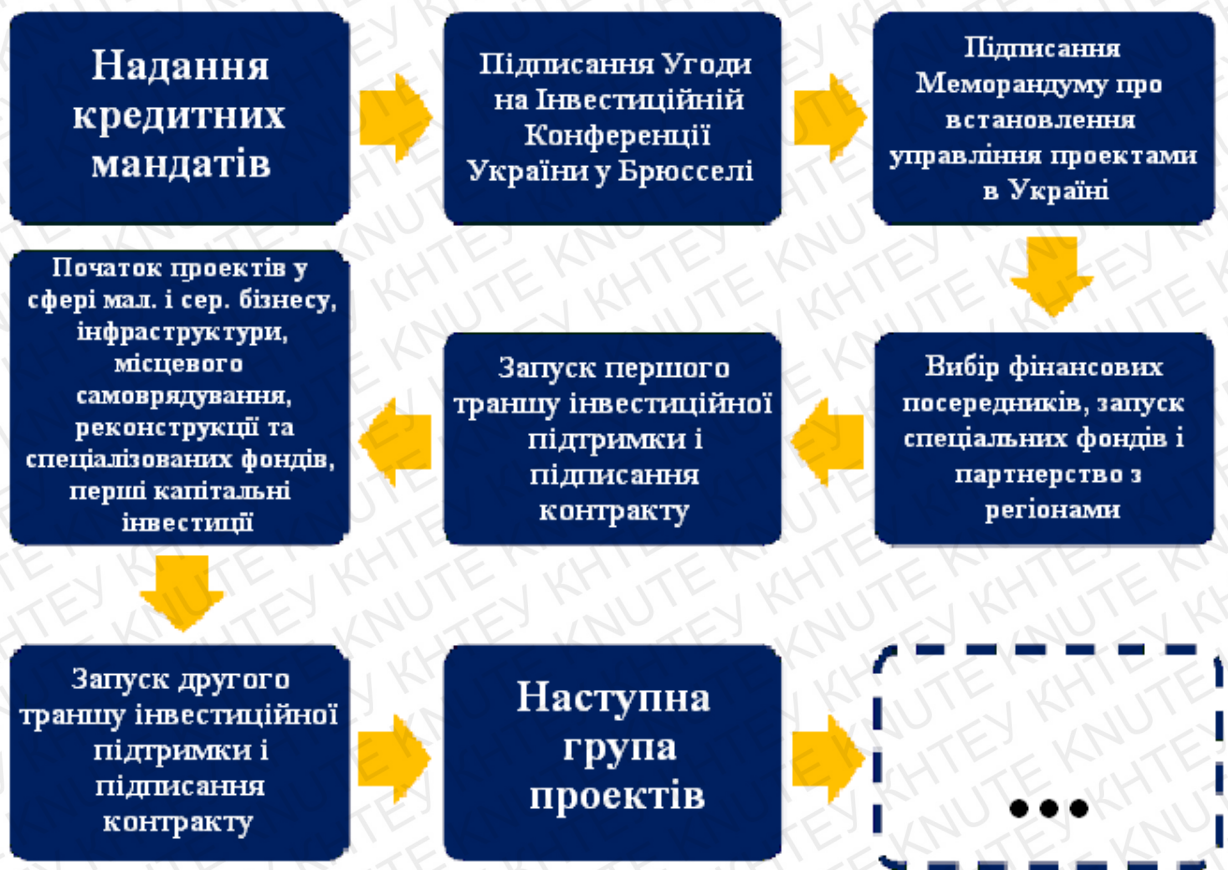 Надання
кредитних
мандатів
Підписання Угоди
на Інвестиційній
Конференції
України у Брюсселі
Підписання
Меморандуму про
встановлення
управління проектами
в Україні
Вибір фінансових
посередників, запуск
спеціальних фондів і
партнерство з
регіонами
Запуск першого
траншу інвестиційної
підтримки і
підписання
контракту
Початок проектів у
сфері мал. і сер. бізнесу,
інфраструктури,
місцевого
самоврядування,
реконструкції та
спеціалізованих фондів,
перші капітальні
інвестиції
Запуск другого
траншу інвестиційної
підтримки і
підписання
контракту
Наступна
група
проектів
...